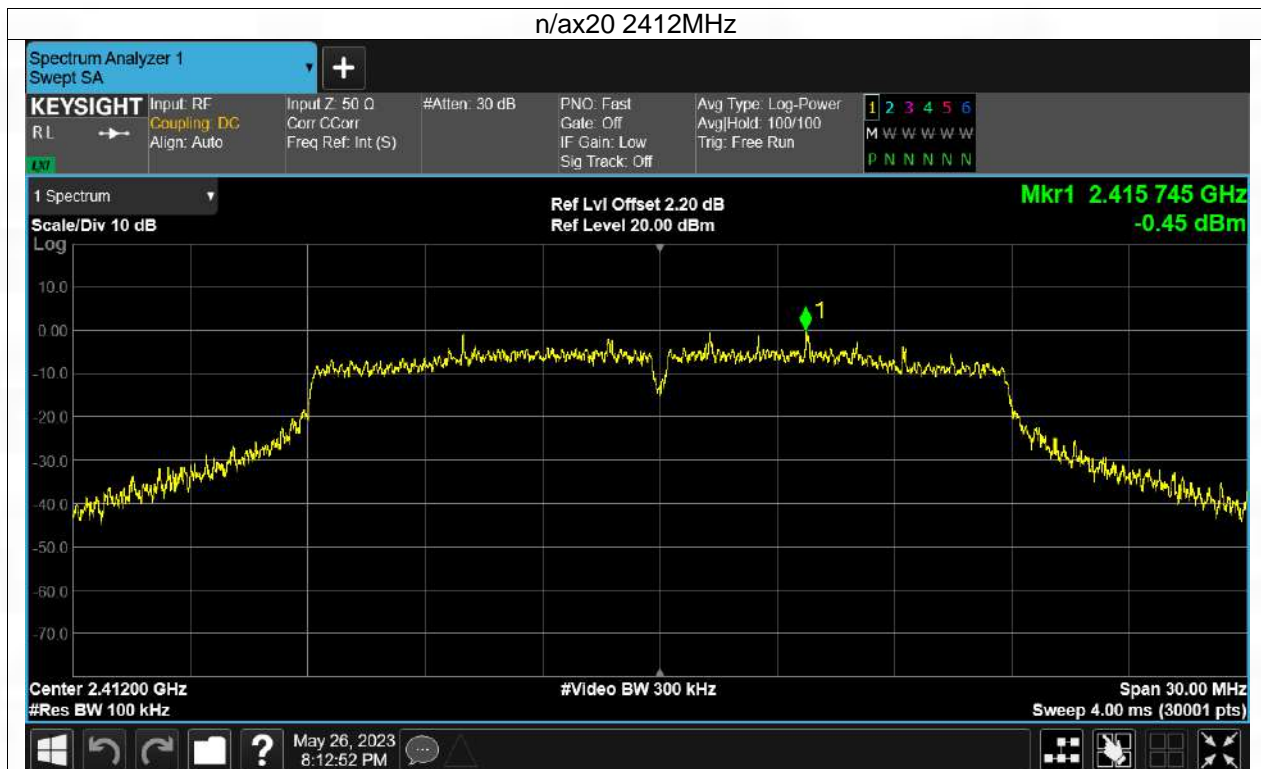 n/ax20 2412MHz
Spectrum Analyzer 1
Swept SA
+
KEYSIGHT
RL
LXI
Input: RF
Coupling: DC
Align: Auto
Input Z: 50 Ω
Corr CCorr
Freq Ref: Int (S)
#Atten: 30 dB
PNO: Fast
Gate: Off
IF Gain: Low
Sig Track: Off
Avg Type: Log-Power
Avg|Hold: 100/100
Trig: Free Run
1 2 3 4 5 6
M W W W W W
P N N N N N
1 Spectrum
Scale/Div 10 dB
Ref Lvl Offset 2.20 dB
Ref Level 20.00 dBm
Mkr1 2.415 745 GHz
-0.45 dBm
Log
10.0
0.00
-10.0
-20.0
-30.0
-40.0
-50.0
-60.0
-70.0
1
Center 2.41200 GHz
#Res BW 100 kHz
#Video BW 300 kHz
Span 30.00 MHz
Sweep 4.00 ms (30001 pts)
?
May 26, 2023
8:12:52 PM